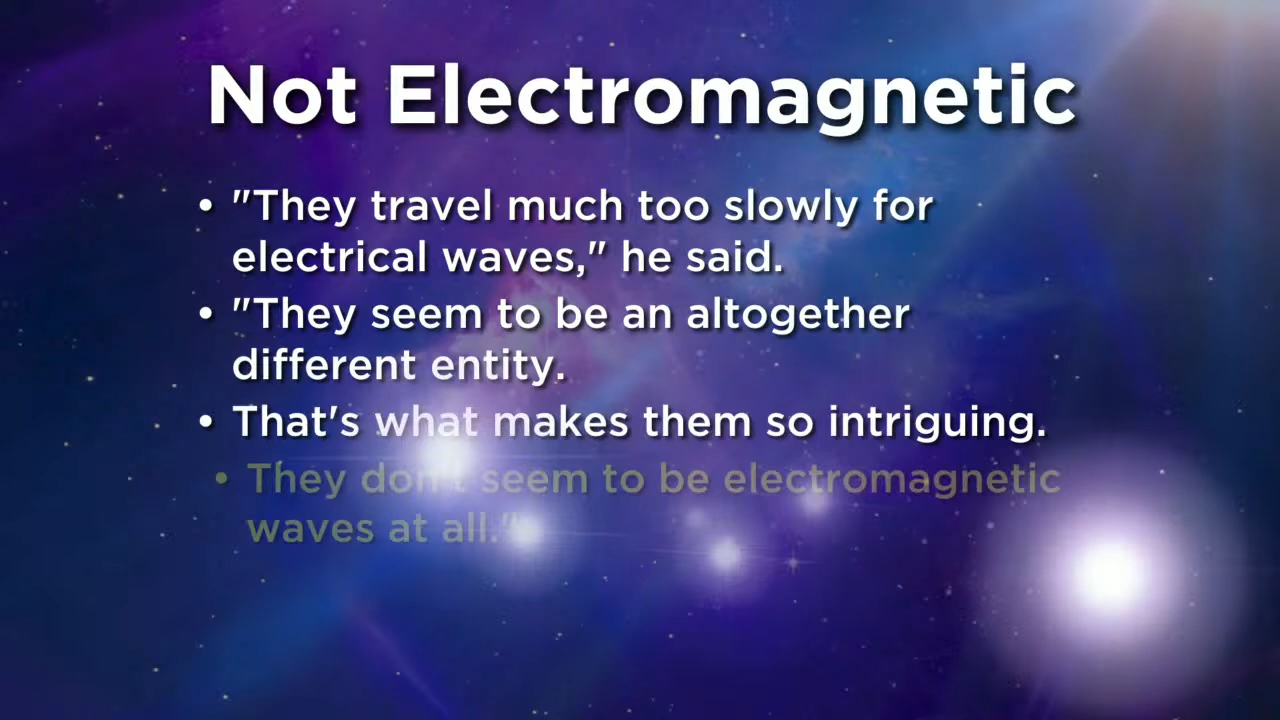 Not Electromagnetic
• "They travel much too slowly for
electrical waves," he said.
• "They seem to be an altogether
different entity.
• That's what makes them so intriguing.
• They don't seem to be electromagnetic
waves at all."